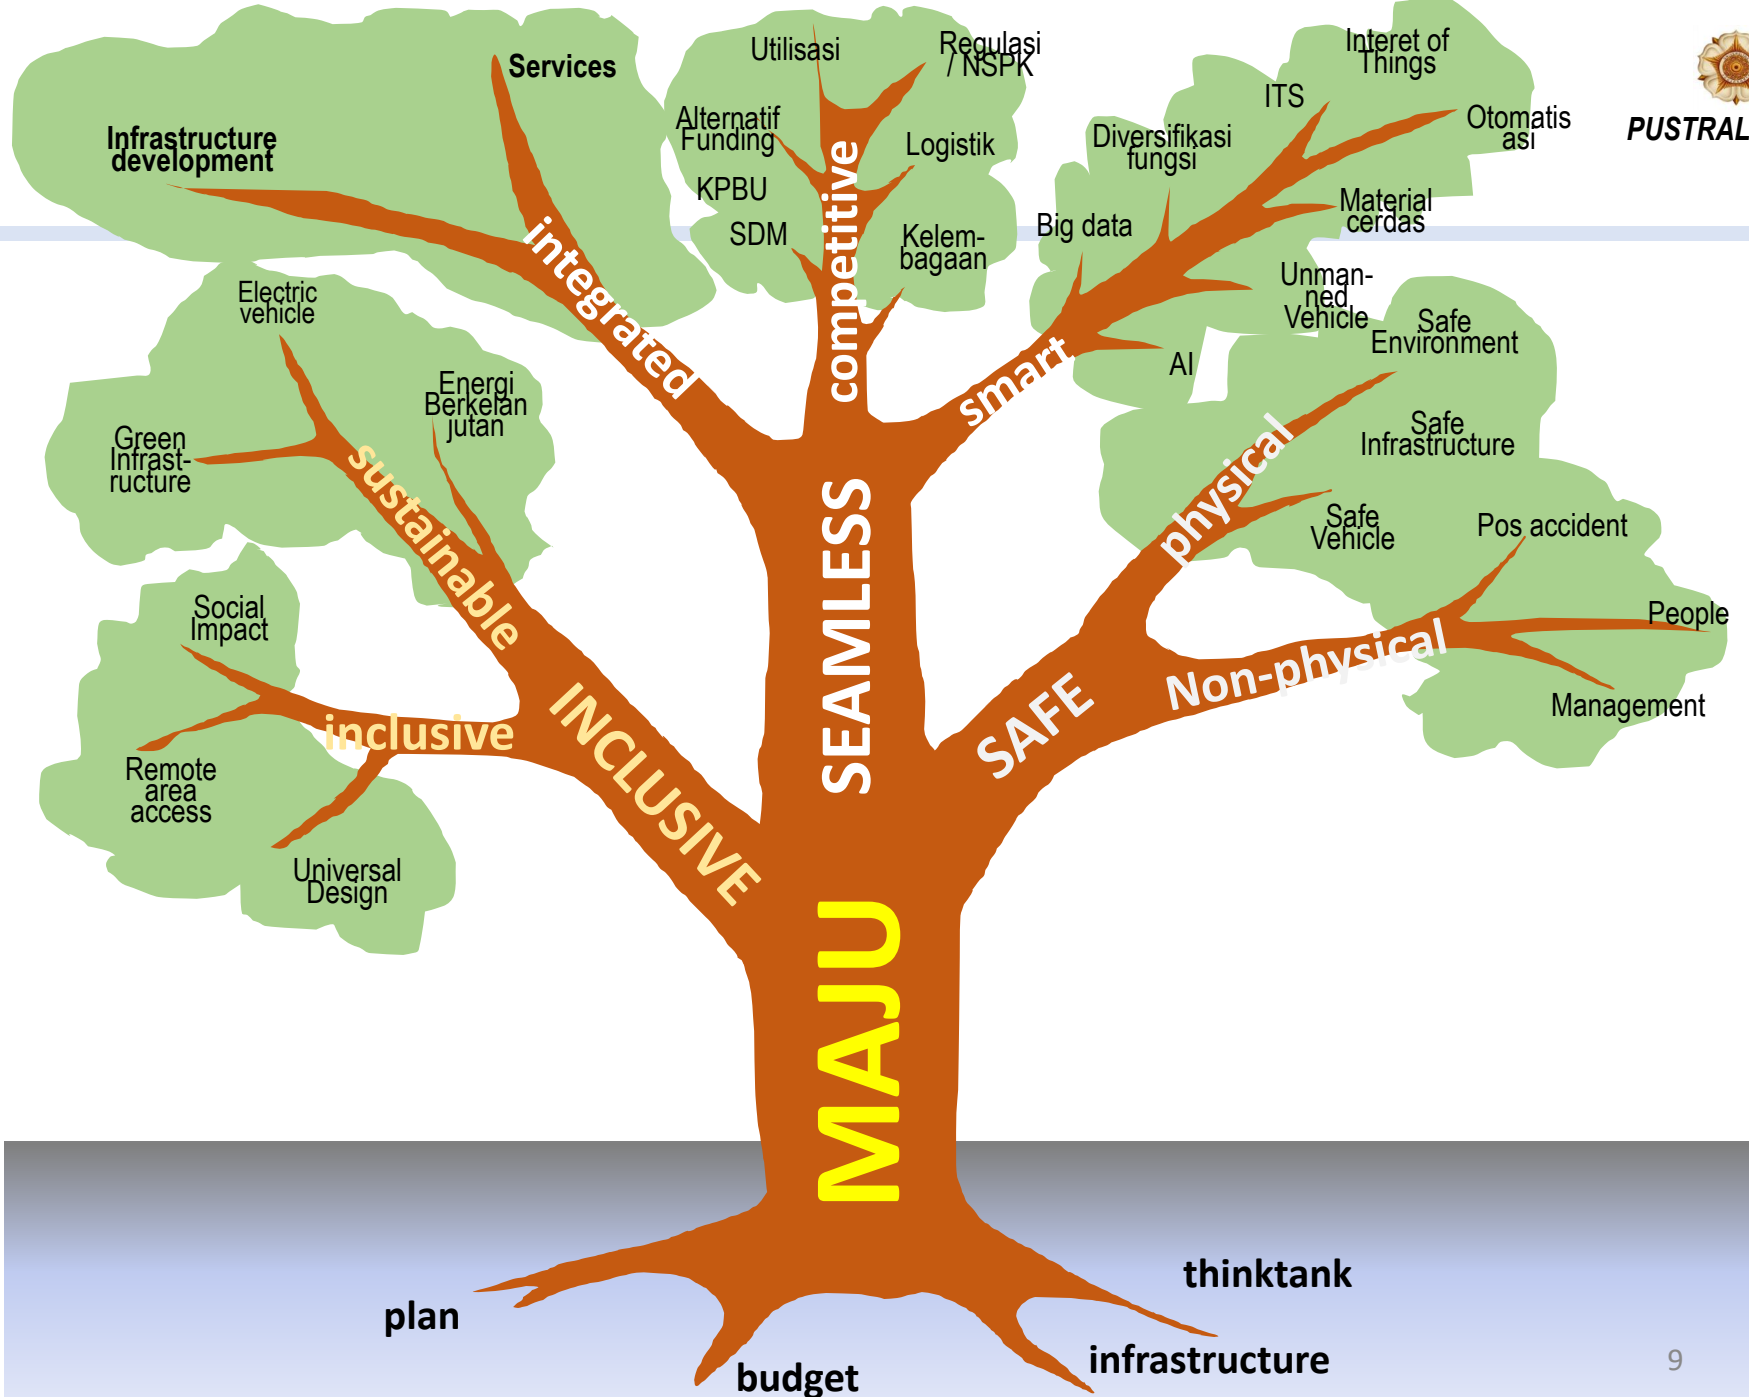 Services
Infrastructure
development
integrated
Utilisasi
Regulasi
/ NSPK
Alternatif
Funding
Logistik
KPBU
SDM
Kelem-
bagaan
competitive
Interet of
Things
ITS
Otomatis
asi
Diversifikasi
fungsi
Material
cerdas
Big data
Unman-
ned
Vehicle
AI
smart
PUSTRAL
Electric
vehicle
Energi
Berkelan
jutan
Green
Infrast-
ructure
sustainable
Safe
Environment
Safe
Infrastructure
Safe
Vehicle
physical
Pos accident
People
Management
Non-physical
Social
Impact
Remote
area
access
Universal
Design
inclusive
INCLUSIVE
SEAMLESS
SAFE
MAJU
plan
budget
thinktank
infrastructure
9